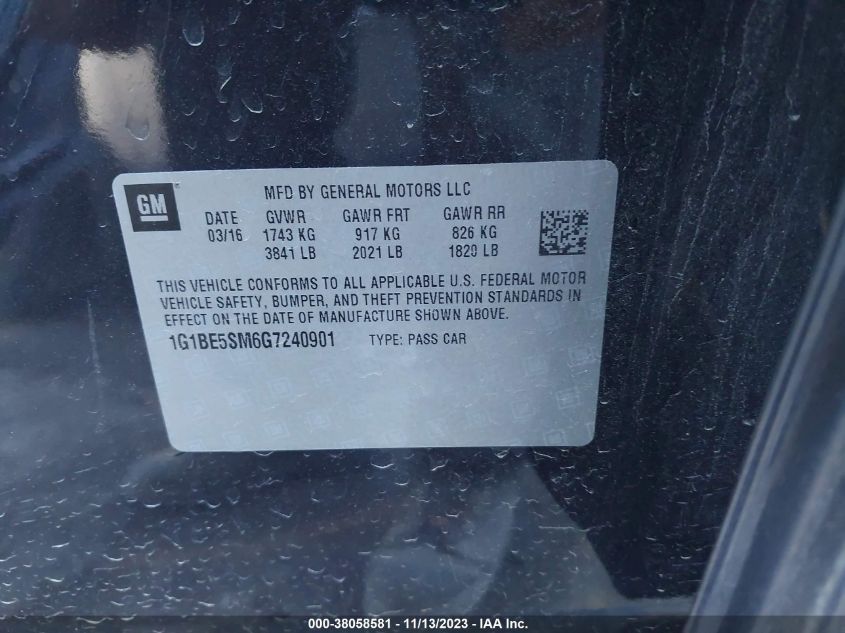 GM
MFD BY GENERAL MOTORS LLC
DATE GVWR GAWR FRT GAWR RR
03/16 1743 KG 917 KG 826 KG
3841 LB 2021 LB 1820 LB
THIS VEHICLE CONFORMS TO ALL APPLICABLE U.S. FEDERAL MOTOR
VEHICLE SAFETY, BUMPER, AND THEFT PREVENTION STANDARDS IN
EFFECT ON THE DATE OF MANUFACTURE SHOWN ABOVE.
1G1BE5SM6G7240901 TYPE: PASS CAR
000-38058581 - 11/13/2023 - IAA Inc.